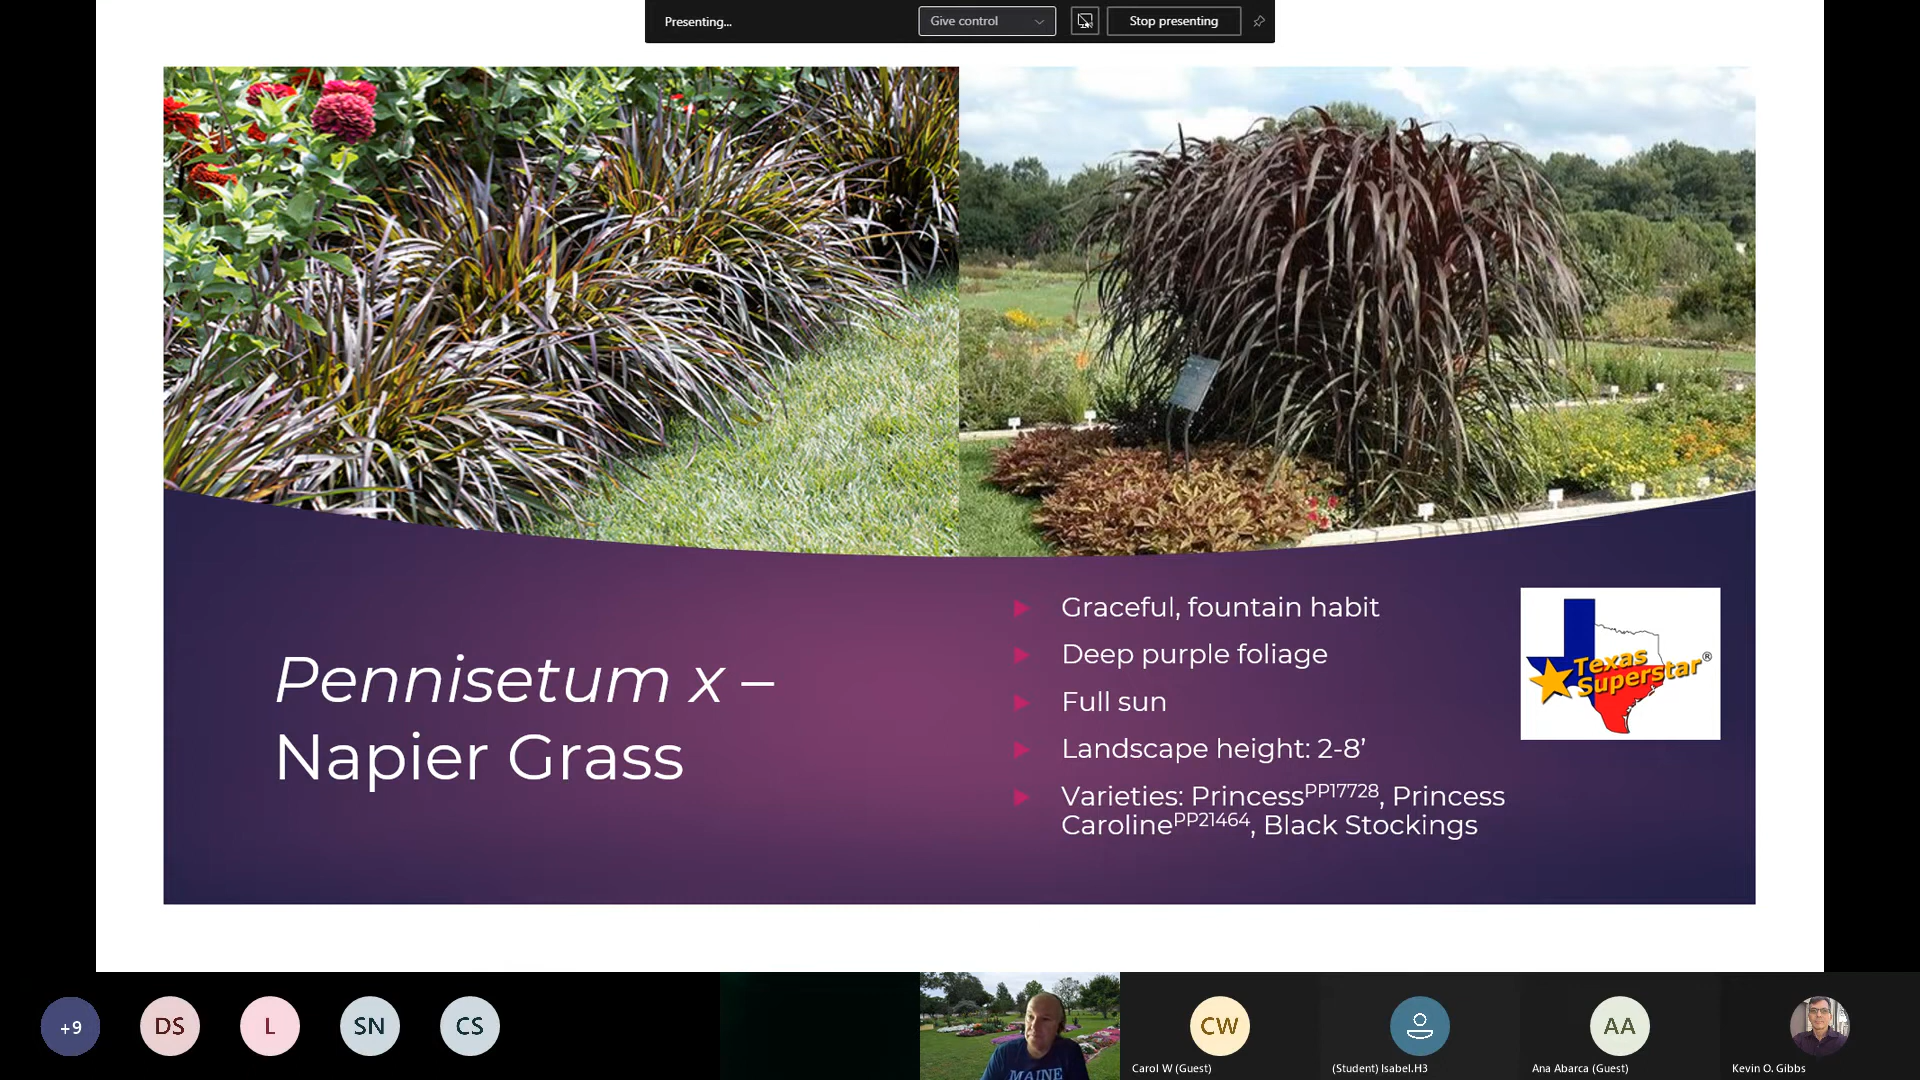 Presenting...
Give control
Stop presenting
Pennisetum x –
Napier Grass
Graceful, fountain habit
Deep purple foliage
Full sun
Landscape height: 2-8’
Varieties: PrincessPP17728, Princess
CarolinePP21464, Black Stockings
Texas
Superstar®
+9
DS
L
SN
CS
MAINE
CW
Carol W (Guest)
(Student) Isabel.H3
AA
Ana Abarca (Guest)
Kevin O. Gibbs